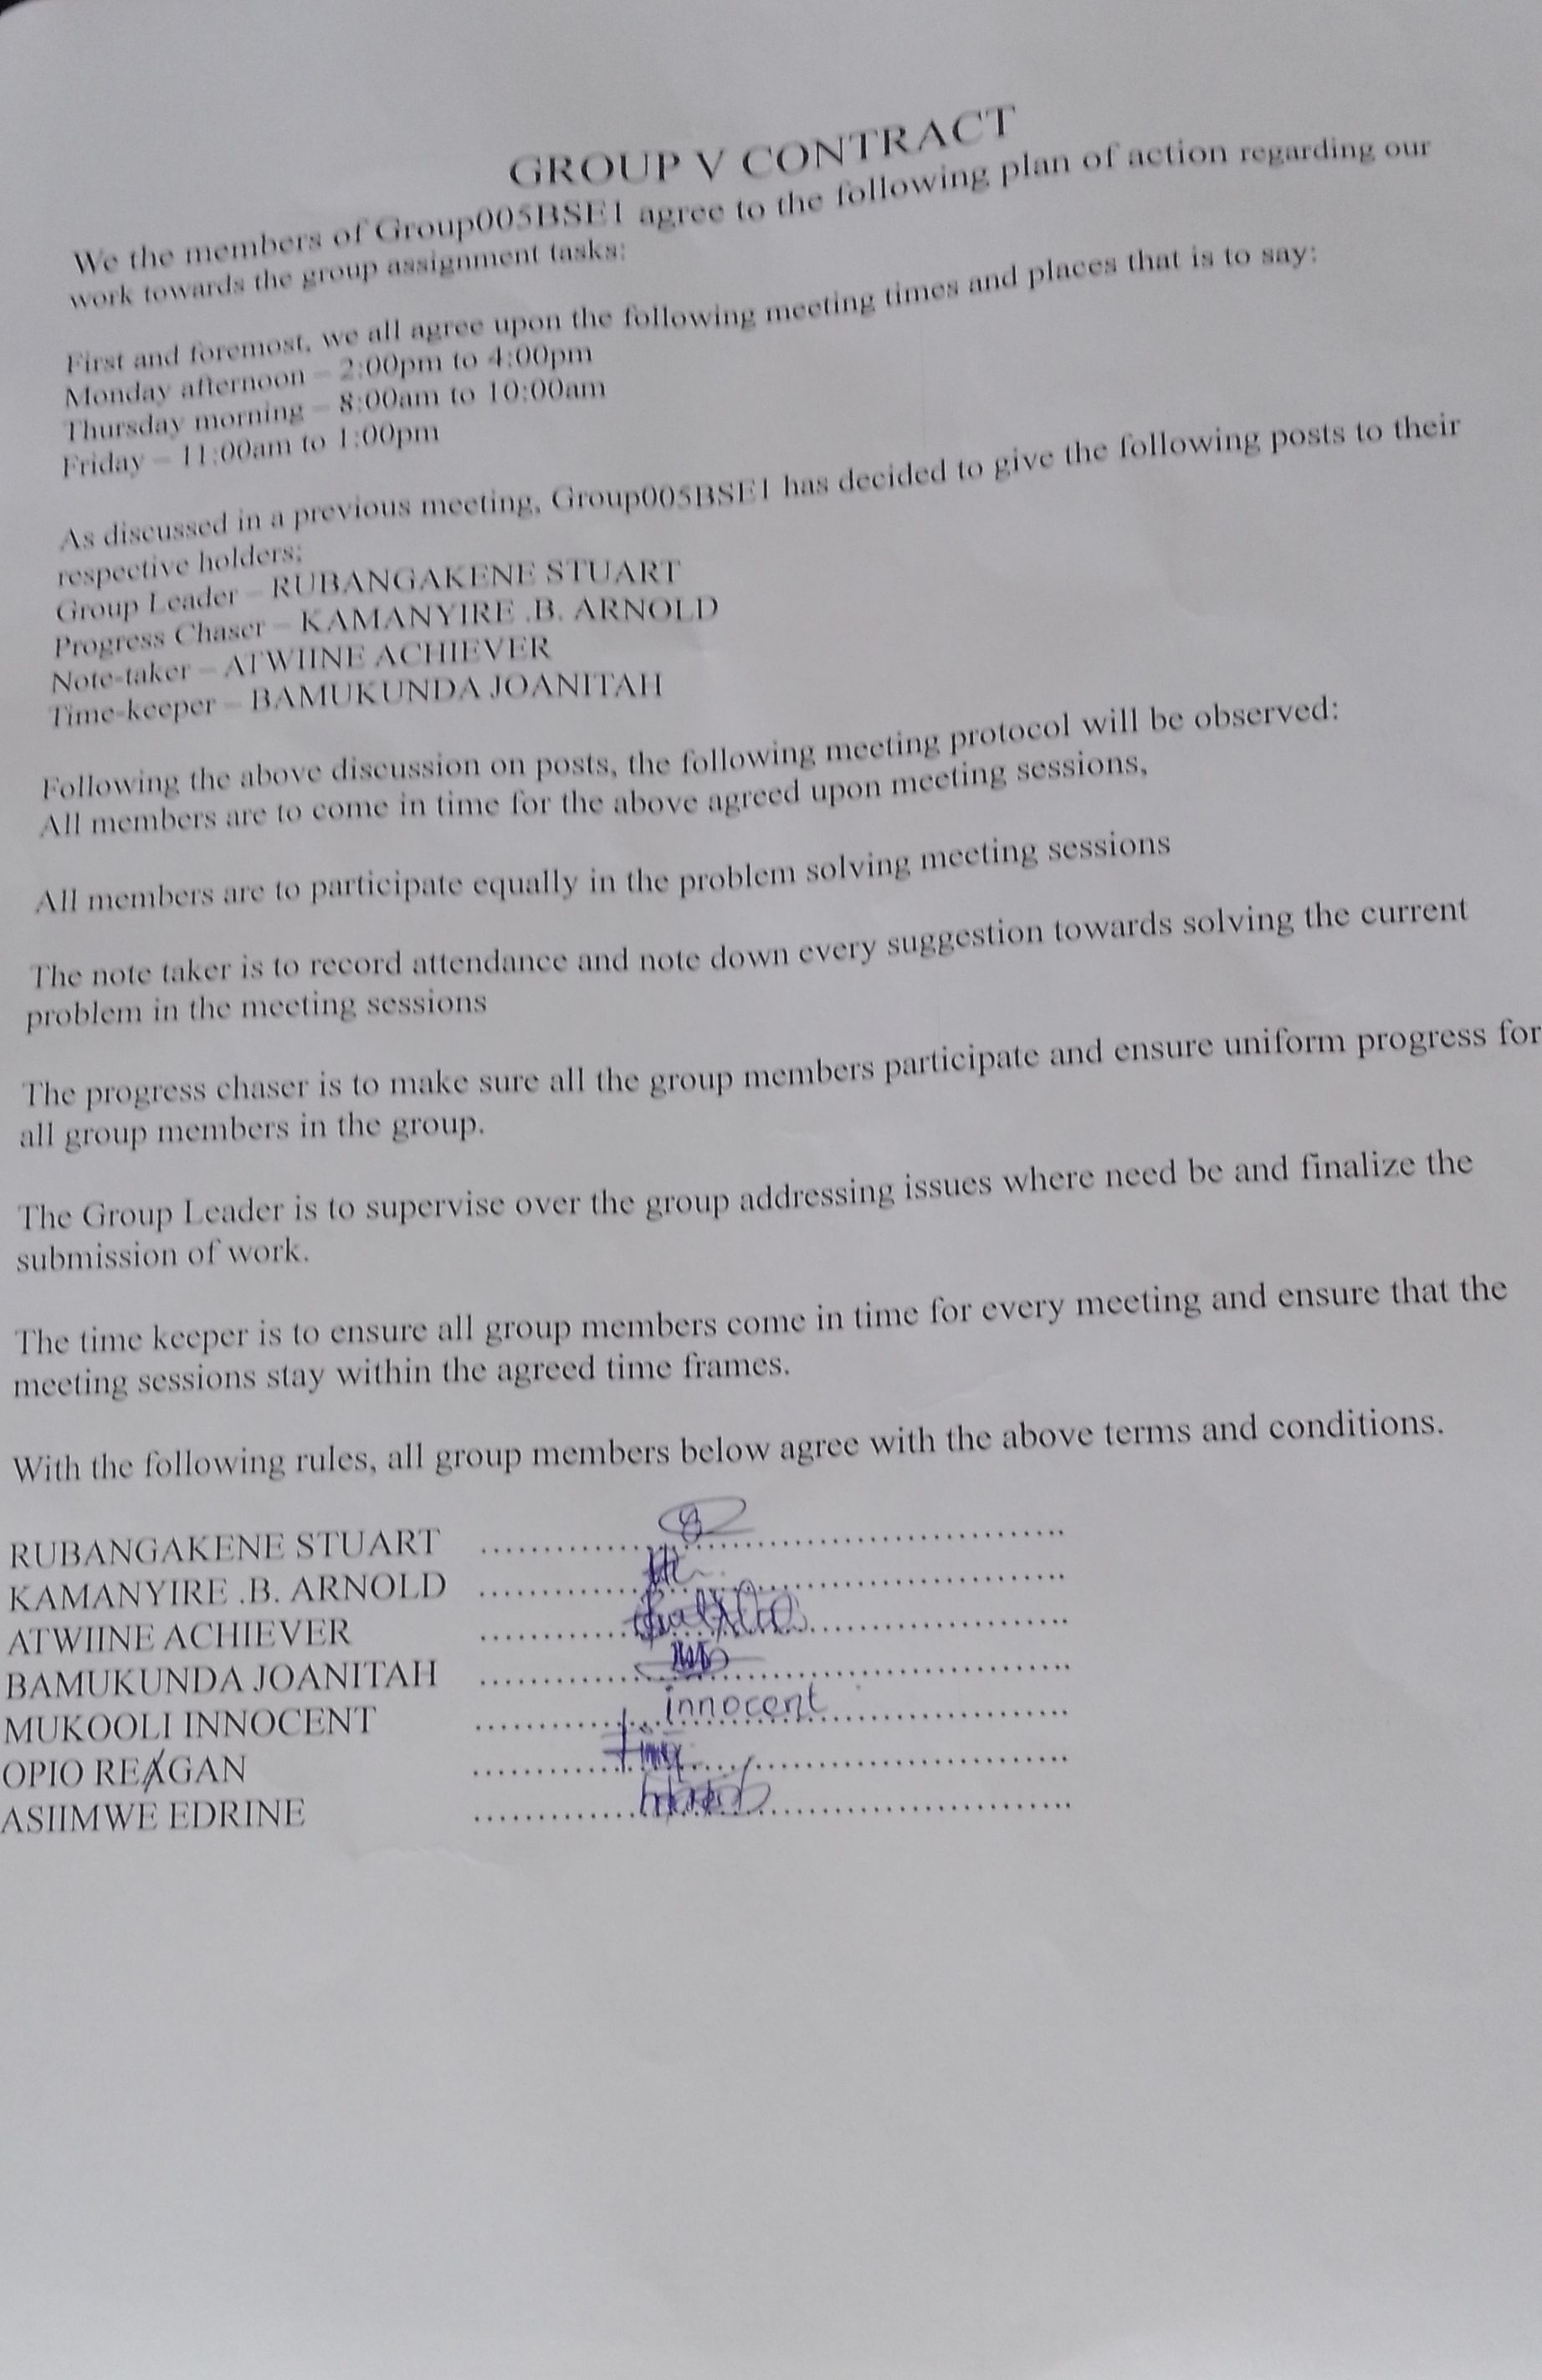 GROUP V CONTRACT
We the members of Group005BSE1 agree to the following plan of action regarding our
work towards the group assignment tasks:
First and foremost, we all agree upon the following meeting times and places that is to say:
Monday afternoon – 2:00pm to 4:00pm
Thursday morning – 8:00am to 10:00am
Friday – 11:00am to 1:00pm
As discussed in a previous meeting, Group005BSE1 has decided to give the following posts to their
respective holders;
Group Leader – RUBANGAKENE STUART
Progress Chaser – KAMANYIRE .B. ARNOLD
Note-taker – ATWIINE ACHIEVER
Time-keeper – BAMUKUNDA JOANITAH
Following the above discussion on posts, the following meeting protocol will be observed:
All members are to come in time for the above agreed upon meeting sessions,
All members are to participate equally in the problem solving meeting sessions
The note taker is to record attendance and note down every suggestion towards solving the current
problem in the meeting sessions
The progress chaser is to make sure all the group members participate and ensure uniform progress for
all group members in the group.
The Group Leader is to supervise over the group addressing issues where need be and finalize the
submission of work.
The time keeper is to ensure all group members come in time for every meeting and ensure that the
meeting sessions stay within the agreed time frames.
With the following rules, all group members below agree with the above terms and conditions.
RUBANGAKENE STUART
KAMANYIRE .B. ARNOLD
ATWIINE ACHIEVER
BAMUKUNDA JOANITAH
MUKOOLI INNOCENT innocent
OPIO REAGAN
ASIIMWE EDRINE